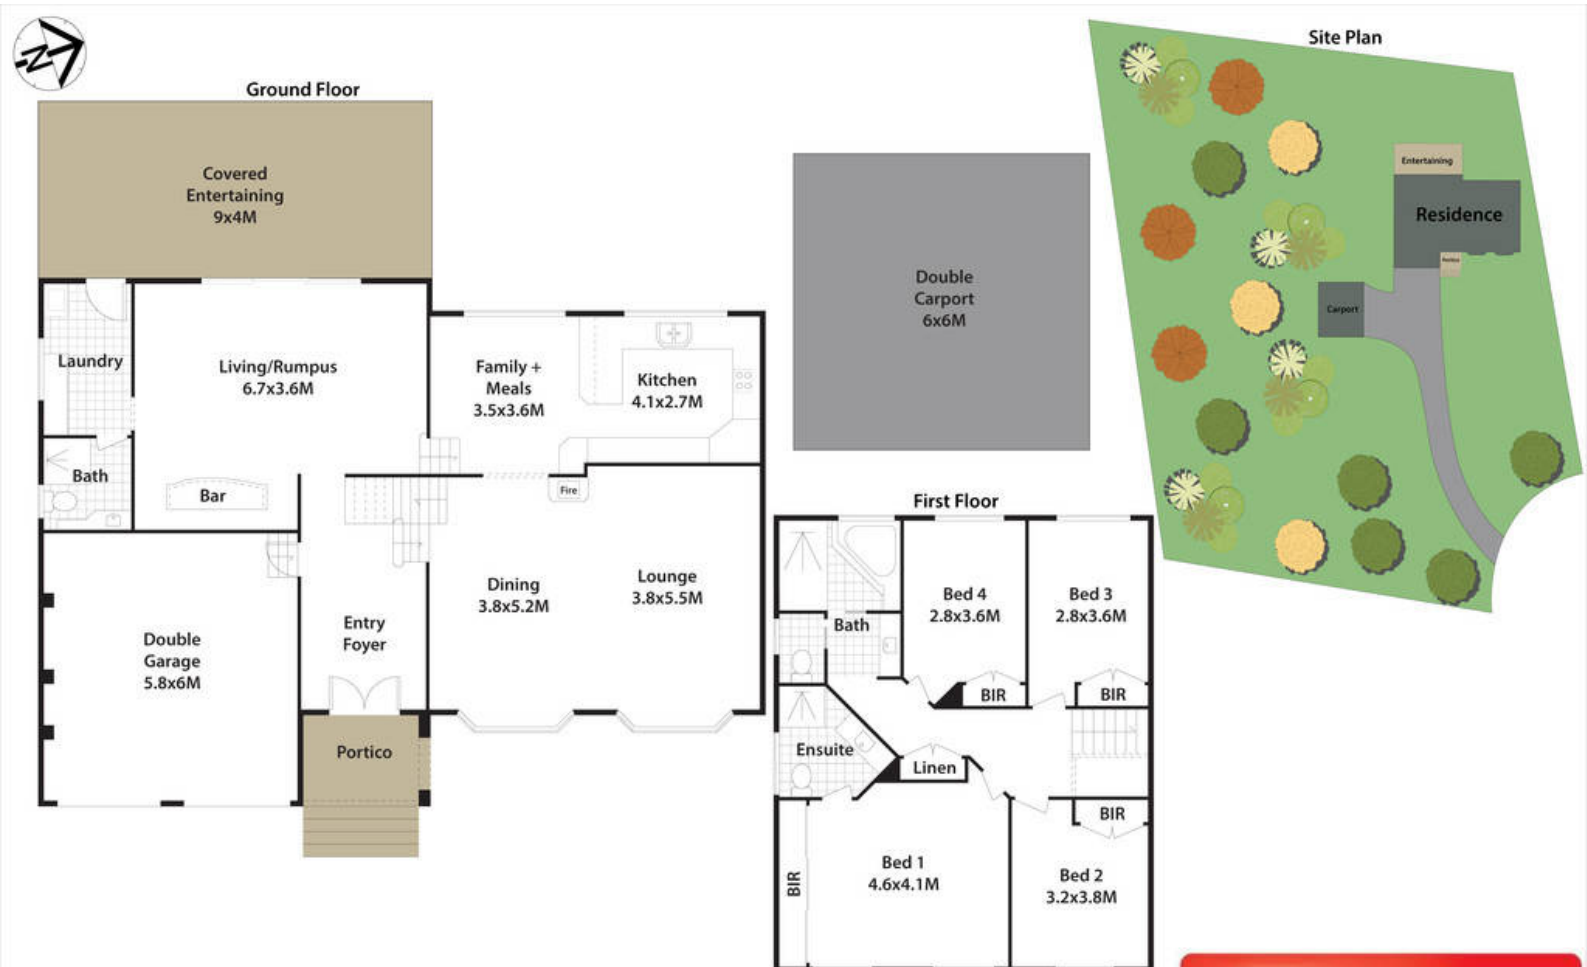 N
Ground Floor
Covered
Entertaining
9x4M
Laundry
Living/Rumpus
6.7x3.6M
Family +
Meals
3.5x3.6M
Kitchen
4.1x2.7M
Bath
Bar
Fire
Dining
3.8x5.2M
Lounge
3.8x5.5M
Entry
Foyer
Double
Garage
5.8x6M
Portico
Double
Carport
6x6M
First Floor
Bed 4
2.8x3.6M
Bed 3
2.8x3.6M
Bath
BIR
BIR
Ensuite
Linen
BIR
BIR
Bed 1
4.6x4.1M
Bed 2
3.2x3.8M
Site Plan
Entertaining
Residence
Portico
Carport